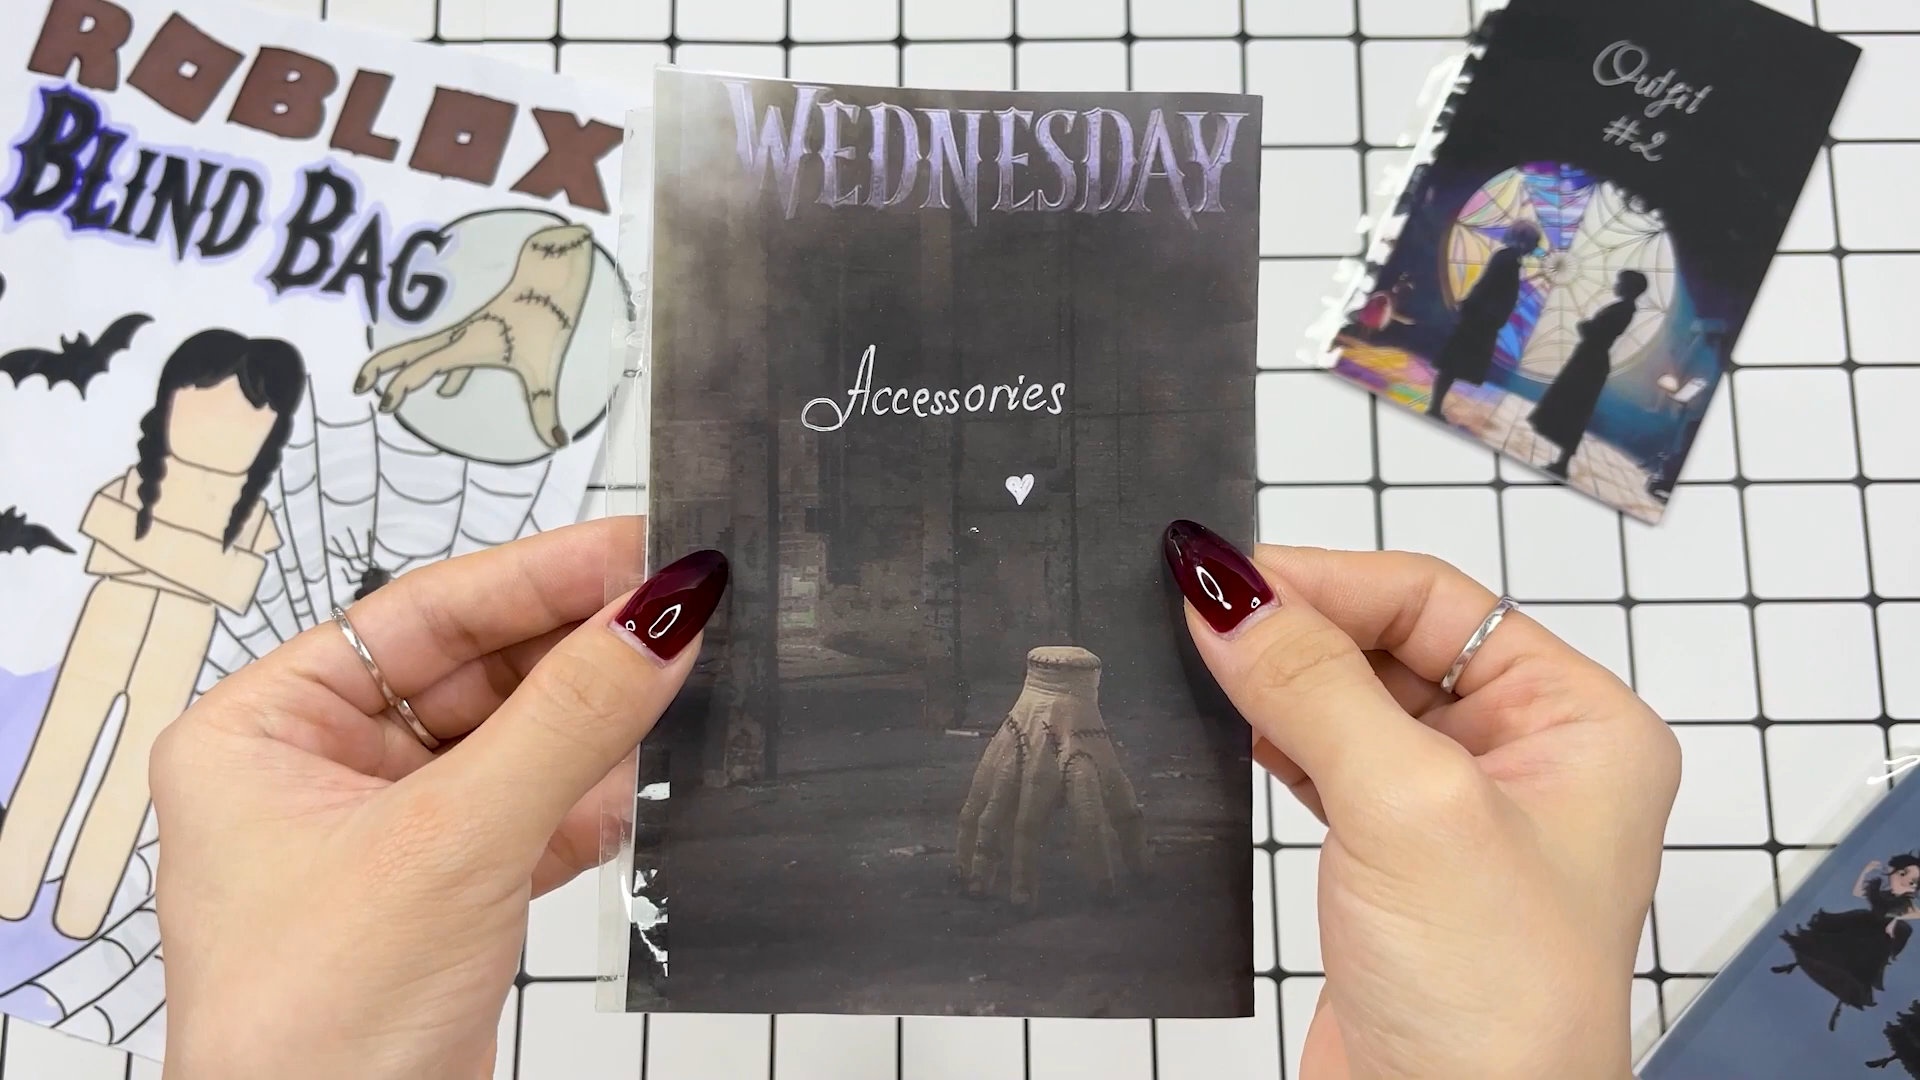 ROBLOX
BLIND BAG
WEDNESDAY
Accessories
Outfit
#2